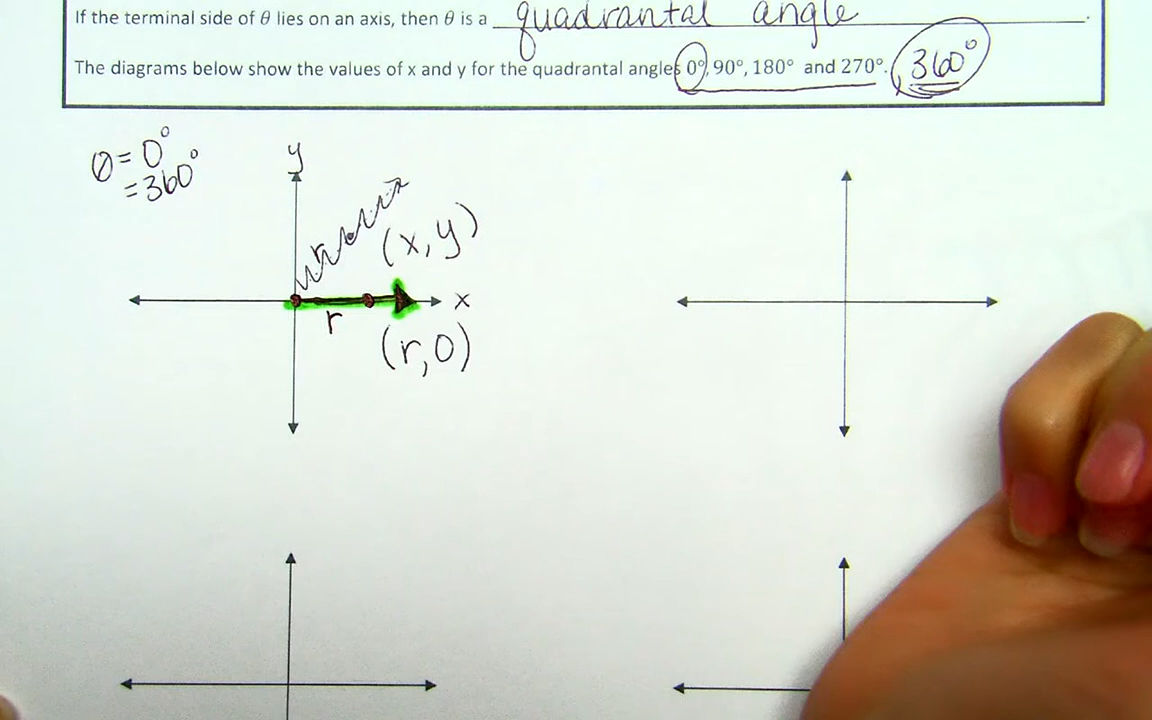 If the terminal side of θ lies on an axis, then θ is a quadrantal angle.
The diagrams below show the values of x and y for the quadrantal angles 0°, 90°, 180° and 270°., 360°
θ = 0°
= 360°
y
r
(x, y)
x
r
(r, 0)